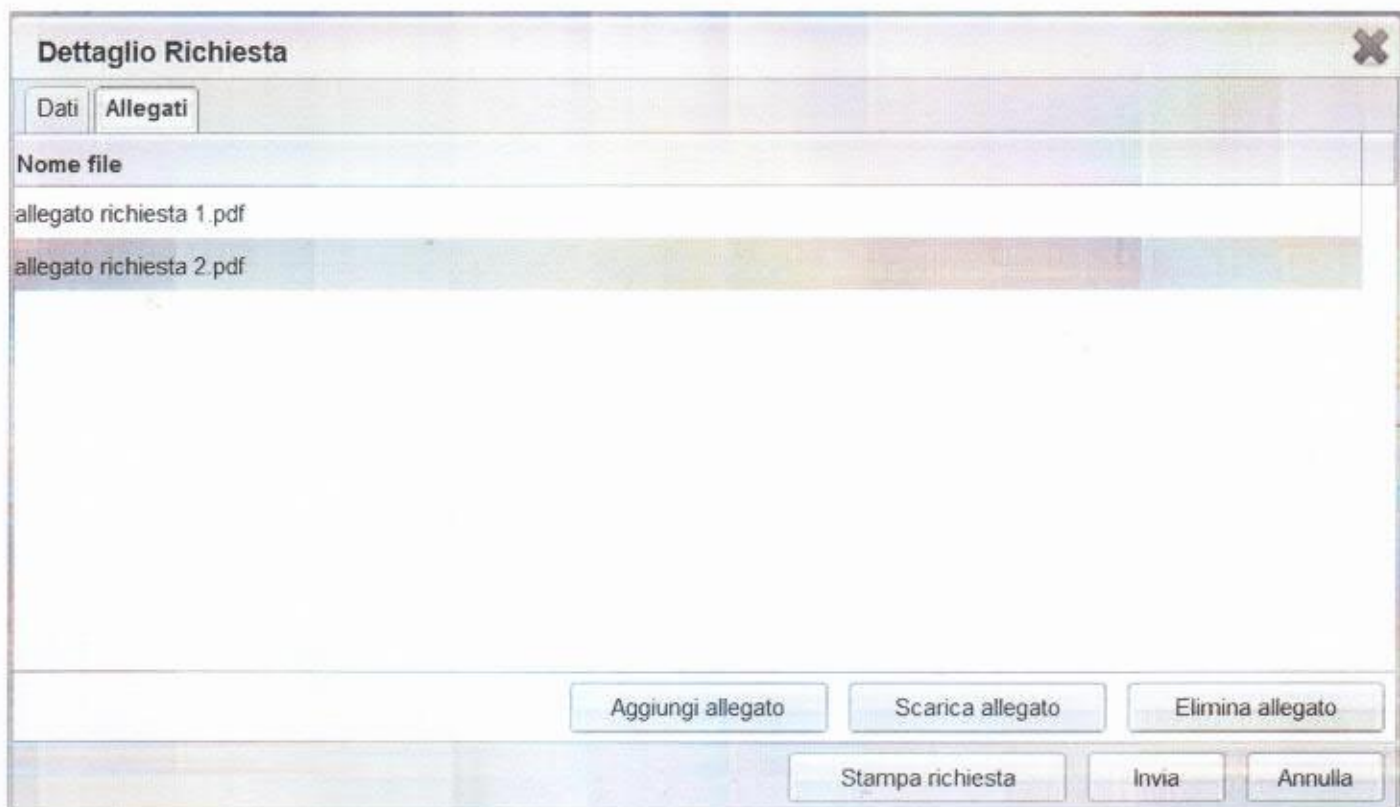 Dettaglio Richiesta
Dati Allegati
Nome file
allegato richiesta 1.pdf
allegato richiesta 2.pdf
Aggiungi allegato Scarica allegato Elimina allegato
Stampa richiesta Invia Annulla